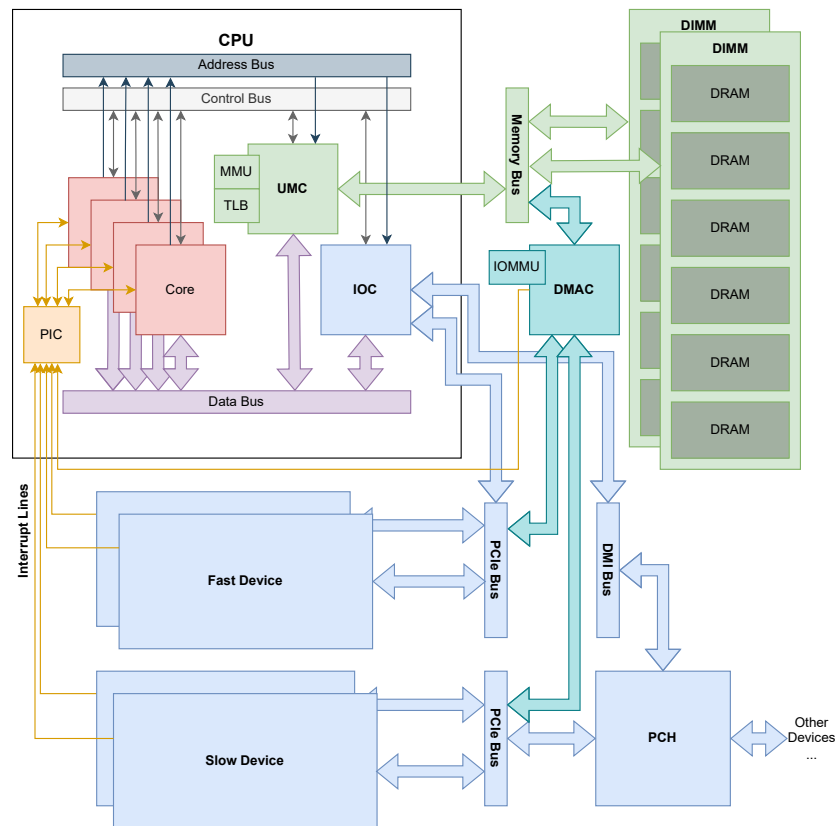 CPU
Address Bus
Control Bus
DIMM
DIMM
DRAM
DRAM
DRAM
DRAM
DRAM
DRAM
Memory Bus
MMU
TLB
UMC
IOMMU
DMAC
IOC
Core
PIC
Data Bus
Interrupt Lines
Fast Device
PCIe Bus
DMI Bus
Slow Device
PCIe Bus
PCH
Other
Devices
...